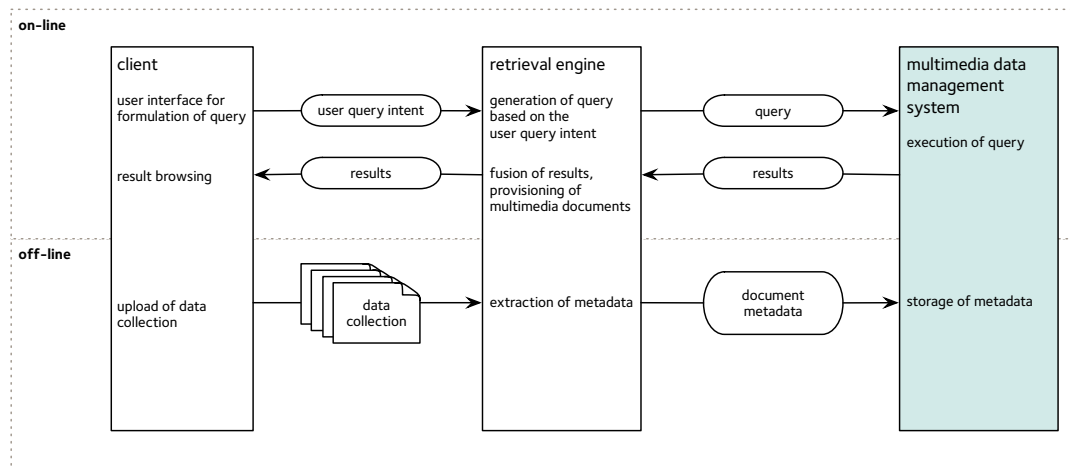 on-line
client
user interface for
formulation of query
user query intent
retrieval engine
generation of query
based on the
user query intent
query
multimedia data
management
system
execution of query
result browsing
results
fusion of results,
provisioning of
multimedia documents
results
off-line
upload of data
collection
data
collection
extraction of metadata
document
metadata
storage of metadata